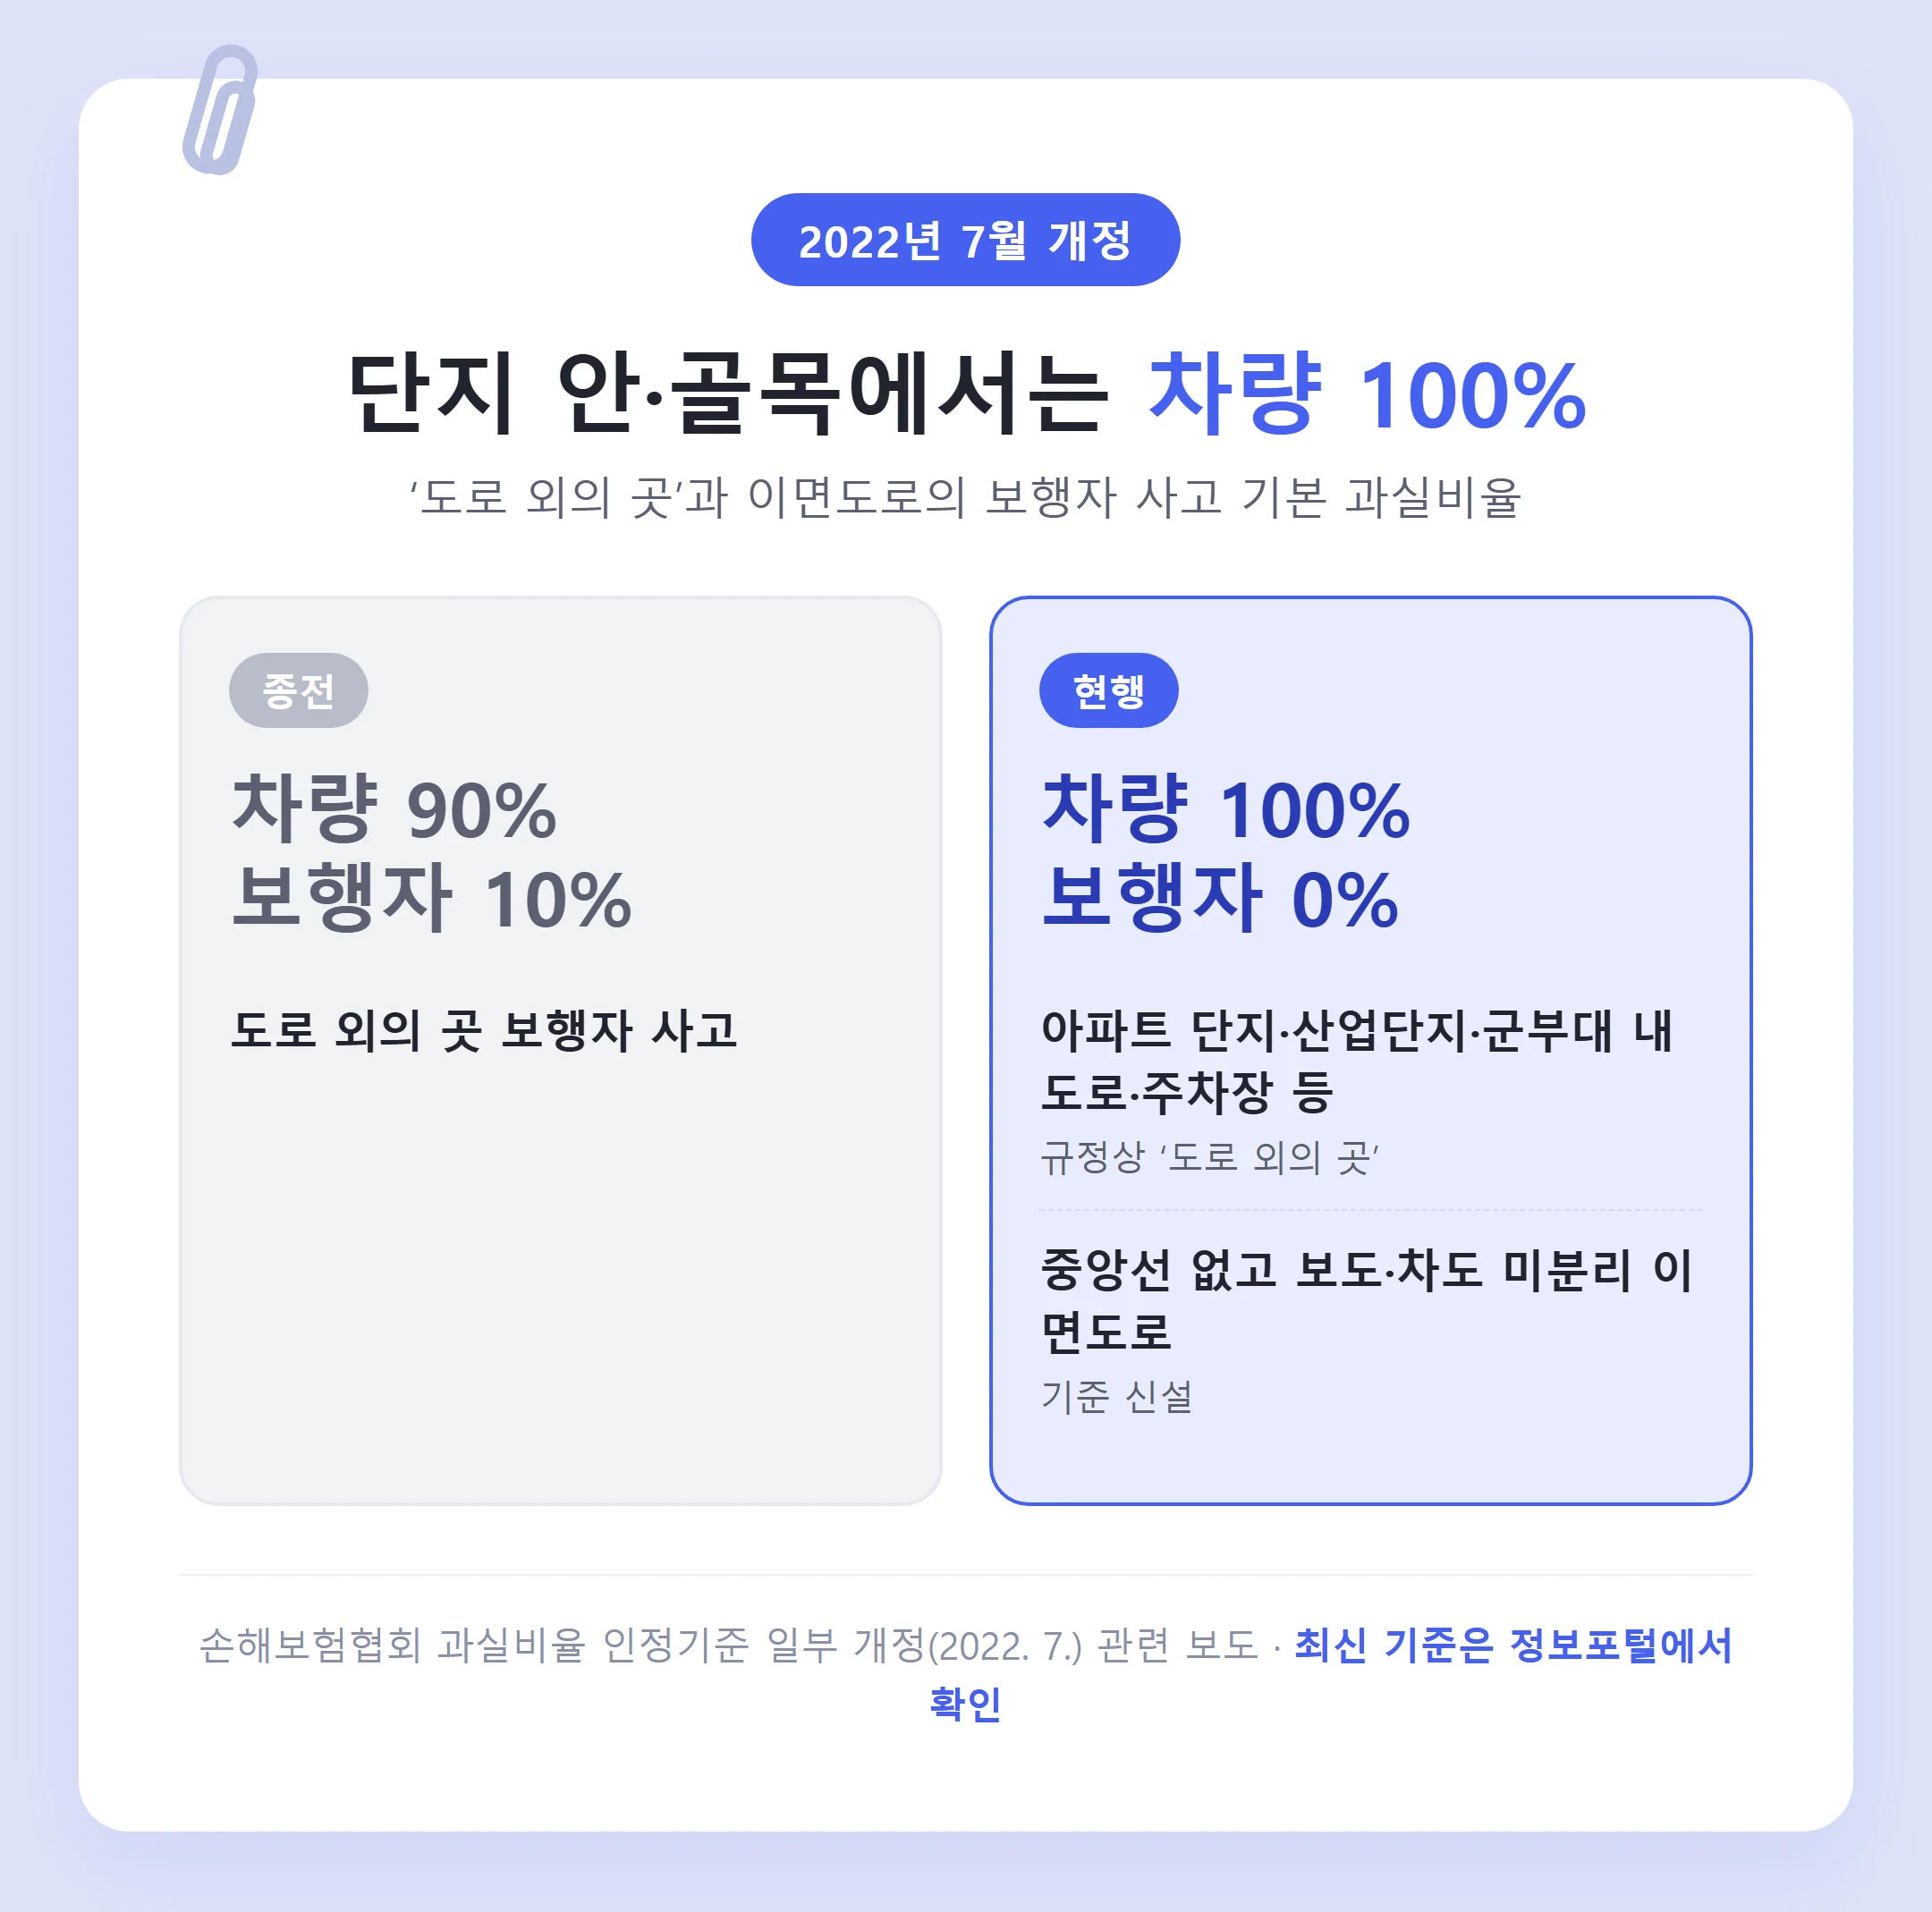 2022년 7월 개정
단지 안·골목에서는 차량 100%
‘도로 외의 곳’과 이면도로의 보행자 사고 기본 과실비율
종전
차량 90%
보행자 10%
도로 외의 곳 보행자 사고
현행
차량 100%
보행자 0%
아파트 단지·산업단지·군부대 내
도로·주차장 등
규정상 ‘도로 외의 곳’
중앙선 없고 보도·차도 미분리 이
면도로
기준 신설
손해보험협회 과실비율 인정기준 일부 개정(2022. 7.) 관련 보도 · 최신 기준은 정보포털에서
확인